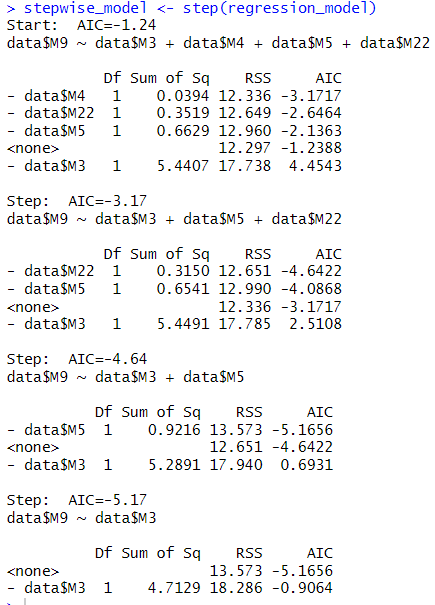 > stepwise_model <- step(regression_model)
Start:  AIC=-1.24
data$M9 ~ data$M3 + data$M4 + data$M5 + data$M22
Df Sum of Sq    RSS     AIC
- data$M4   1    0.0394 12.336 -3.1717
- data$M22  1    0.3519 12.649 -2.6464
- data$M5   1    0.6629 12.960 -2.1363
<none>                  12.297 -1.2388
- data$M3   1    5.4407 17.738  4.4543
Step:  AIC=-3.17
data$M9 ~ data$M3 + data$M5 + data$M22
Df Sum of Sq    RSS     AIC
- data$M22  1    0.3150 12.651 -4.6422
- data$M5   1    0.6541 12.990 -4.0868
<none>                  12.336 -3.1717
- data$M3   1    5.4491 17.785  2.5108
Step:  AIC=-4.64
data$M9 ~ data$M3 + data$M5
Df Sum of Sq    RSS     AIC
- data$M5  1    0.9216 13.573 -5.1656
<none>                 12.651 -4.6422
- data$M3  1    5.2891 17.940  0.6931
Step:  AIC=-5.17
data$M9 ~ data$M3
Df Sum of Sq    RSS     AIC
<none>                 13.573 -5.1656
- data$M3  1    4.7129 18.286 -0.9064
>